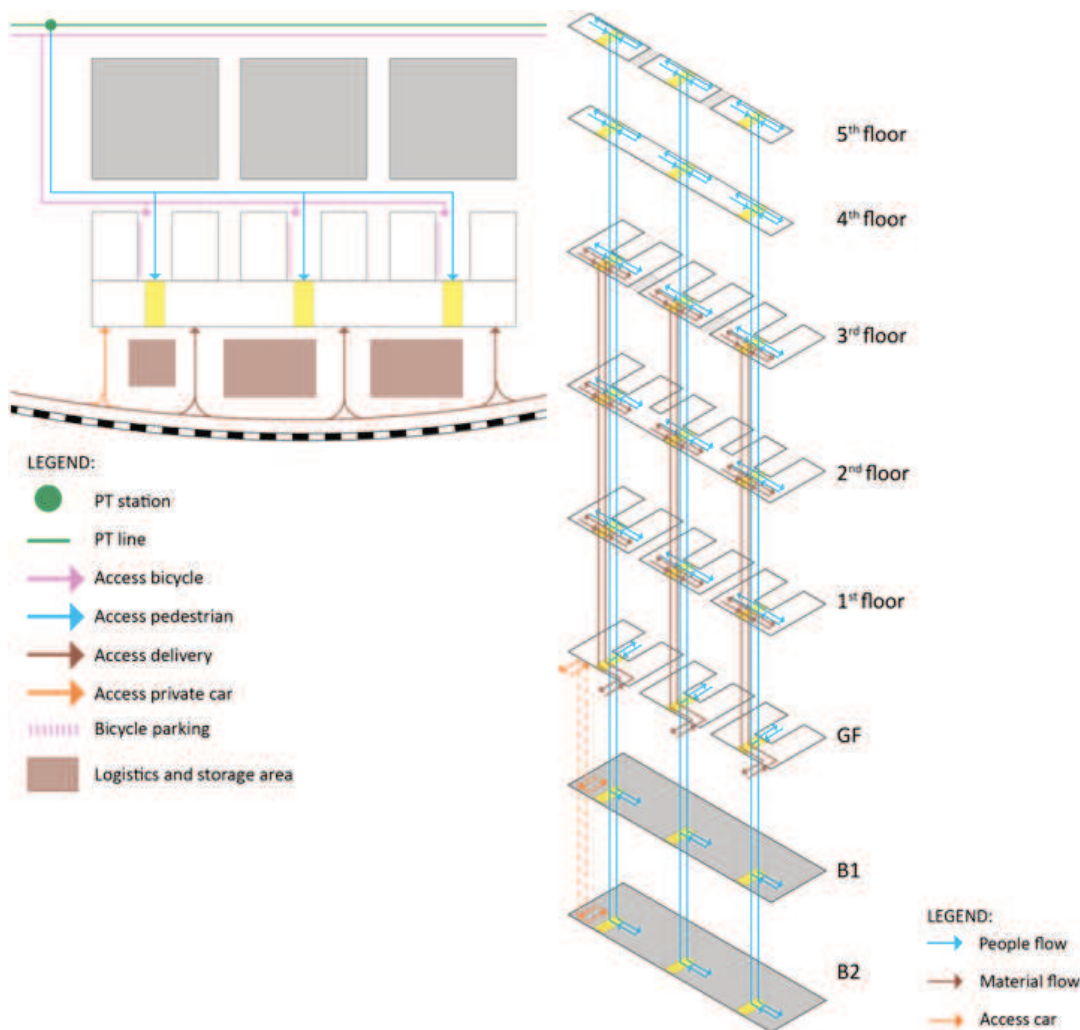 LEGEND:
PT station
PT line
Access bicycle
Access pedestrian
Access delivery
Access private car
Bicycle parking
Logistics and storage area
5th floor
4th floor
3rd floor
2nd floor
1st floor
GF
B1
B2
LEGEND:
People flow
Material flow
Access car